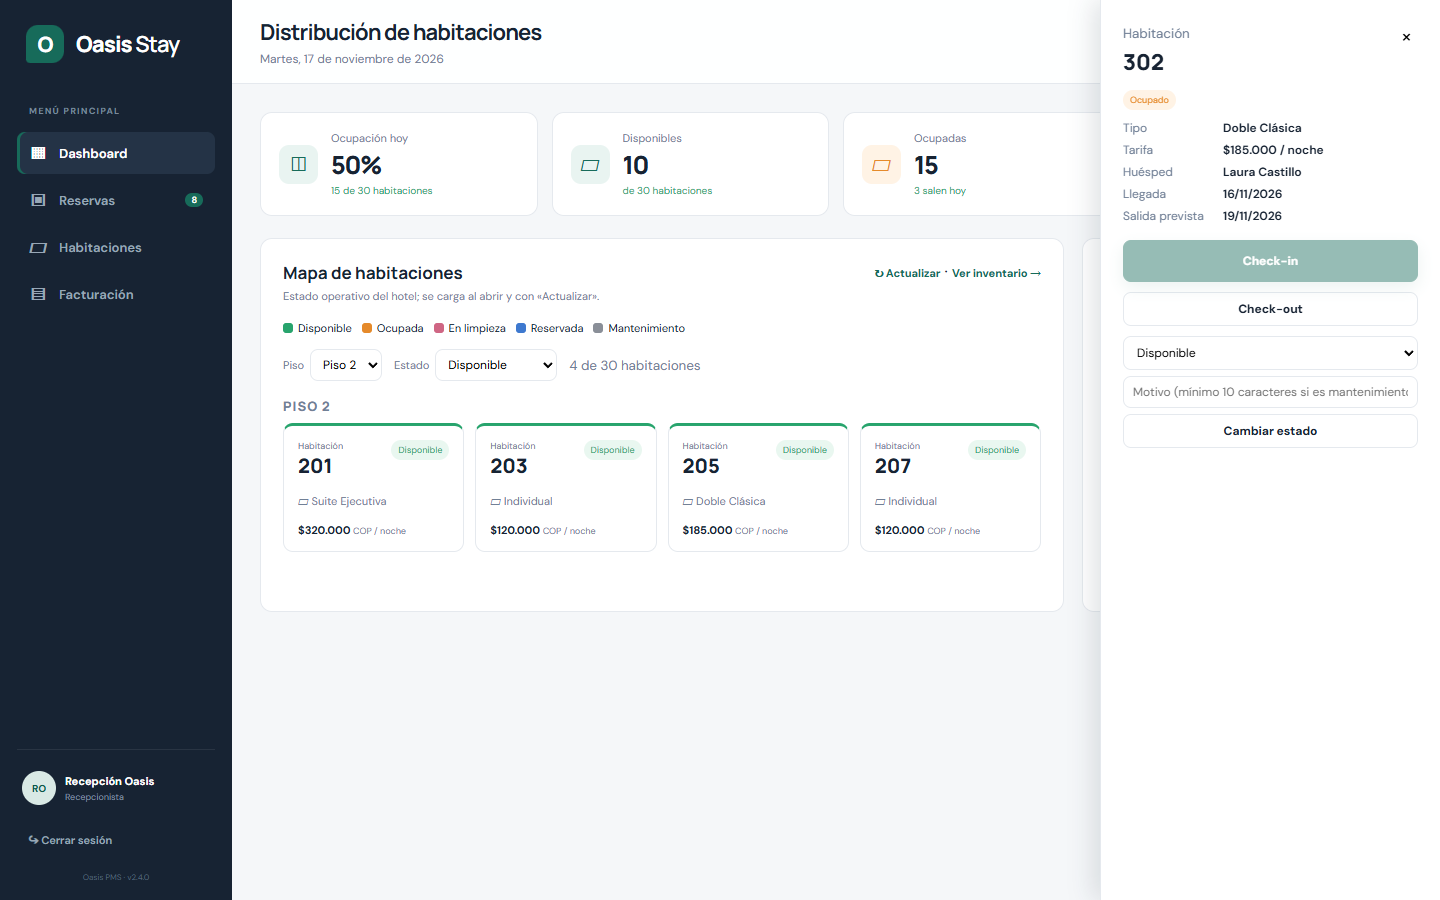 O Oasis Stay
MENÚ PRINCIPAL
Dashboard
Reservas 8
Habitaciones
Facturación
RO Recepción Oasis
Recepcionista
↪ Cerrar sesión
Oasis PMS · v2.4.0
Distribución de habitaciones
Martes, 17 de noviembre de 2026
Ocupación hoy
50%
15 de 30 habitaciones
Disponibles
10
de 30 habitaciones
Ocupadas
15
3 salen hoy
Mapa de habitaciones
↻ Actualizar · Ver inventario →
Estado operativo del hotel; se carga al abrir y con «Actualizar».
Disponible Ocupada En limpieza Reservada Mantenimiento
Piso Piso 2 Estado Disponible 4 de 30 habitaciones
PISO 2
Habitación
201
Disponible
Suite Ejecutiva
$320.000 COP / noche
Habitación
203
Disponible
Individual
$120.000 COP / noche
Habitación
205
Disponible
Doble Clásica
$185.000 COP / noche
Habitación
207
Disponible
Individual
$120.000 COP / noche
Habitación
×
302
Ocupado
Tipo Doble Clásica
Tarifa $185.000 / noche
Huésped Laura Castillo
Llegada 16/11/2026
Salida prevista 19/11/2026
Check-in
Check-out
Disponible
Motivo (mínimo 10 caracteres si es mantenimiento
Cambiar estado